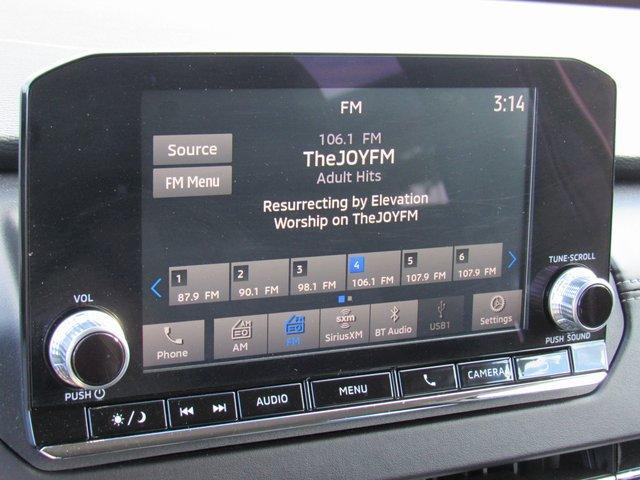 FM
3:14
106.1 FM
TheJOYFM
Adult Hits
Source
FM Menu
Resurrecting by Elevation
Worship on TheJOYFM
1
87.9 FM
2
90.1 FM
3
98.1 FM
4
106.1 FM
5
107.9 FM
6
107.9 FM
Phone
AM
FM
sxm
SiriusXM
BT Audio
USB1
Settings
VOL
PUSH
TUNE·SCROLL
PUSH SOUND
AUDIO
MENU
CAMERA